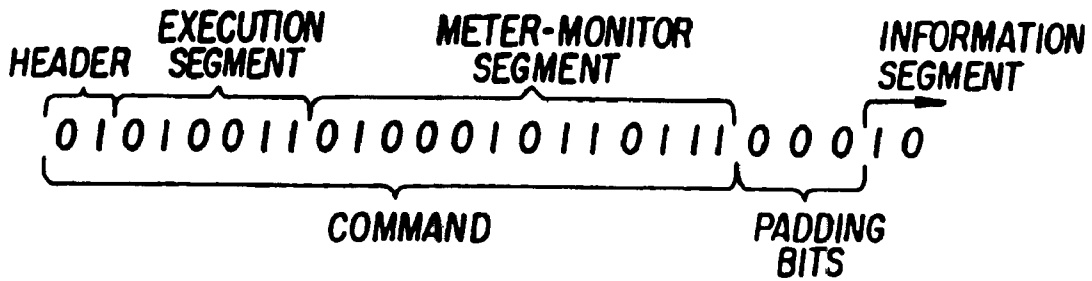 HEADER
EXECUTION
SEGMENT
METER-MONITOR
SEGMENT
INFORMATION
SEGMENT
0 1 0 1 0 0 1 1 0 1 0 0 0 1 0 1 1 0 1 1 1 0 0 0 1 0
COMMAND
PADDING
BITS